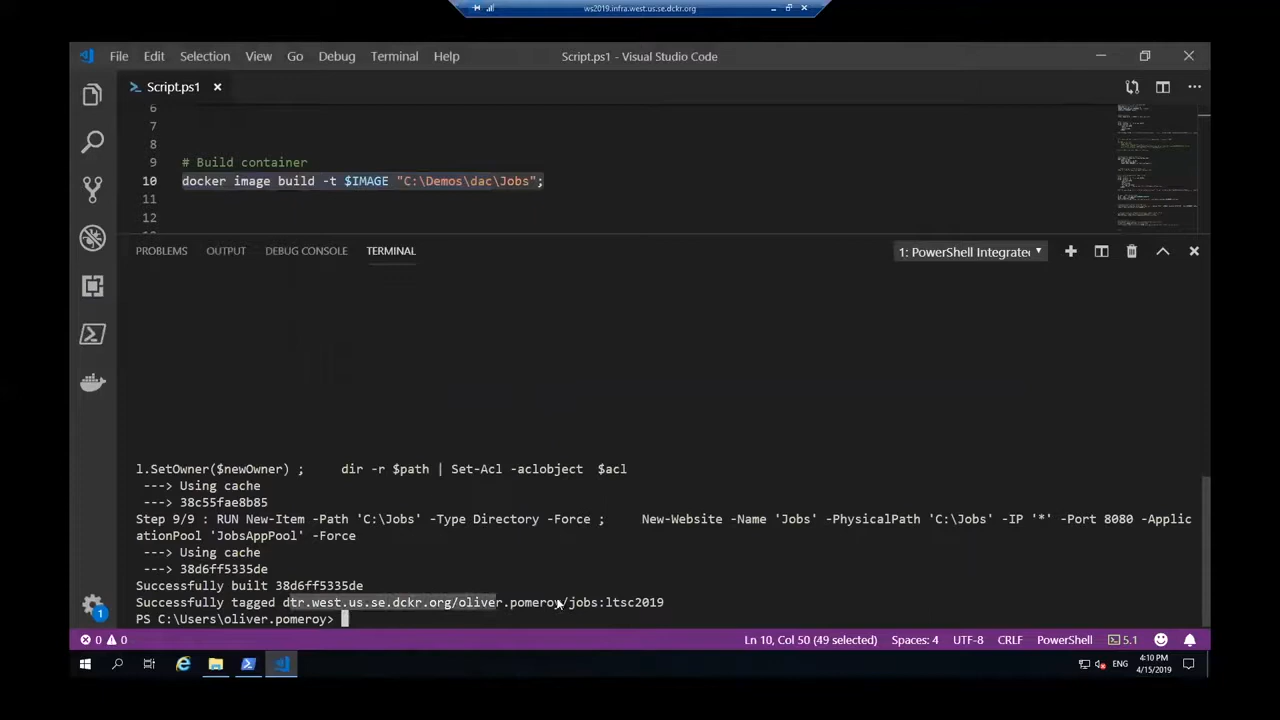 ws2019.infra.west.us.se.dckr.org
File Edit Selection View Go Debug Terminal Help Script.ps1 - Visual Studio Code
Script.ps1
6
7
8
9 # Build container
10 docker image build -t $IMAGE "C:\Demos\dac\Jobs";
11
12
PROBLEMS OUTPUT DEBUG CONSOLE TERMINAL 1: PowerShell Integrate
l.SetOwner($newOwner) ; dir -r $path | Set-Acl -aclobject $acl
---> Using cache
---> 38c55fae8b85
Step 9/9 : RUN New-Item -Path 'C:\Jobs' -Type Directory -Force ; New-Website -Name 'Jobs' -PhysicalPath 'C:\Jobs' -IP '*' -Port 8080 -Applic
ationPool 'JobsAppPool' -Force
---> Using cache
---> 38d6ff5335de
Successfully built 38d6ff5335de
Successfully tagged dtr.west.us.se.dckr.org/oliver.pomeroy/jobs:ltsc2019
PS C:\Users\oliver.pomeroy>
1
0 0 Ln 10, Col 50 (49 selected) Spaces: 4 UTF-8 CRLF PowerShell 5.1
ENG 4:10 PM
4/15/2019